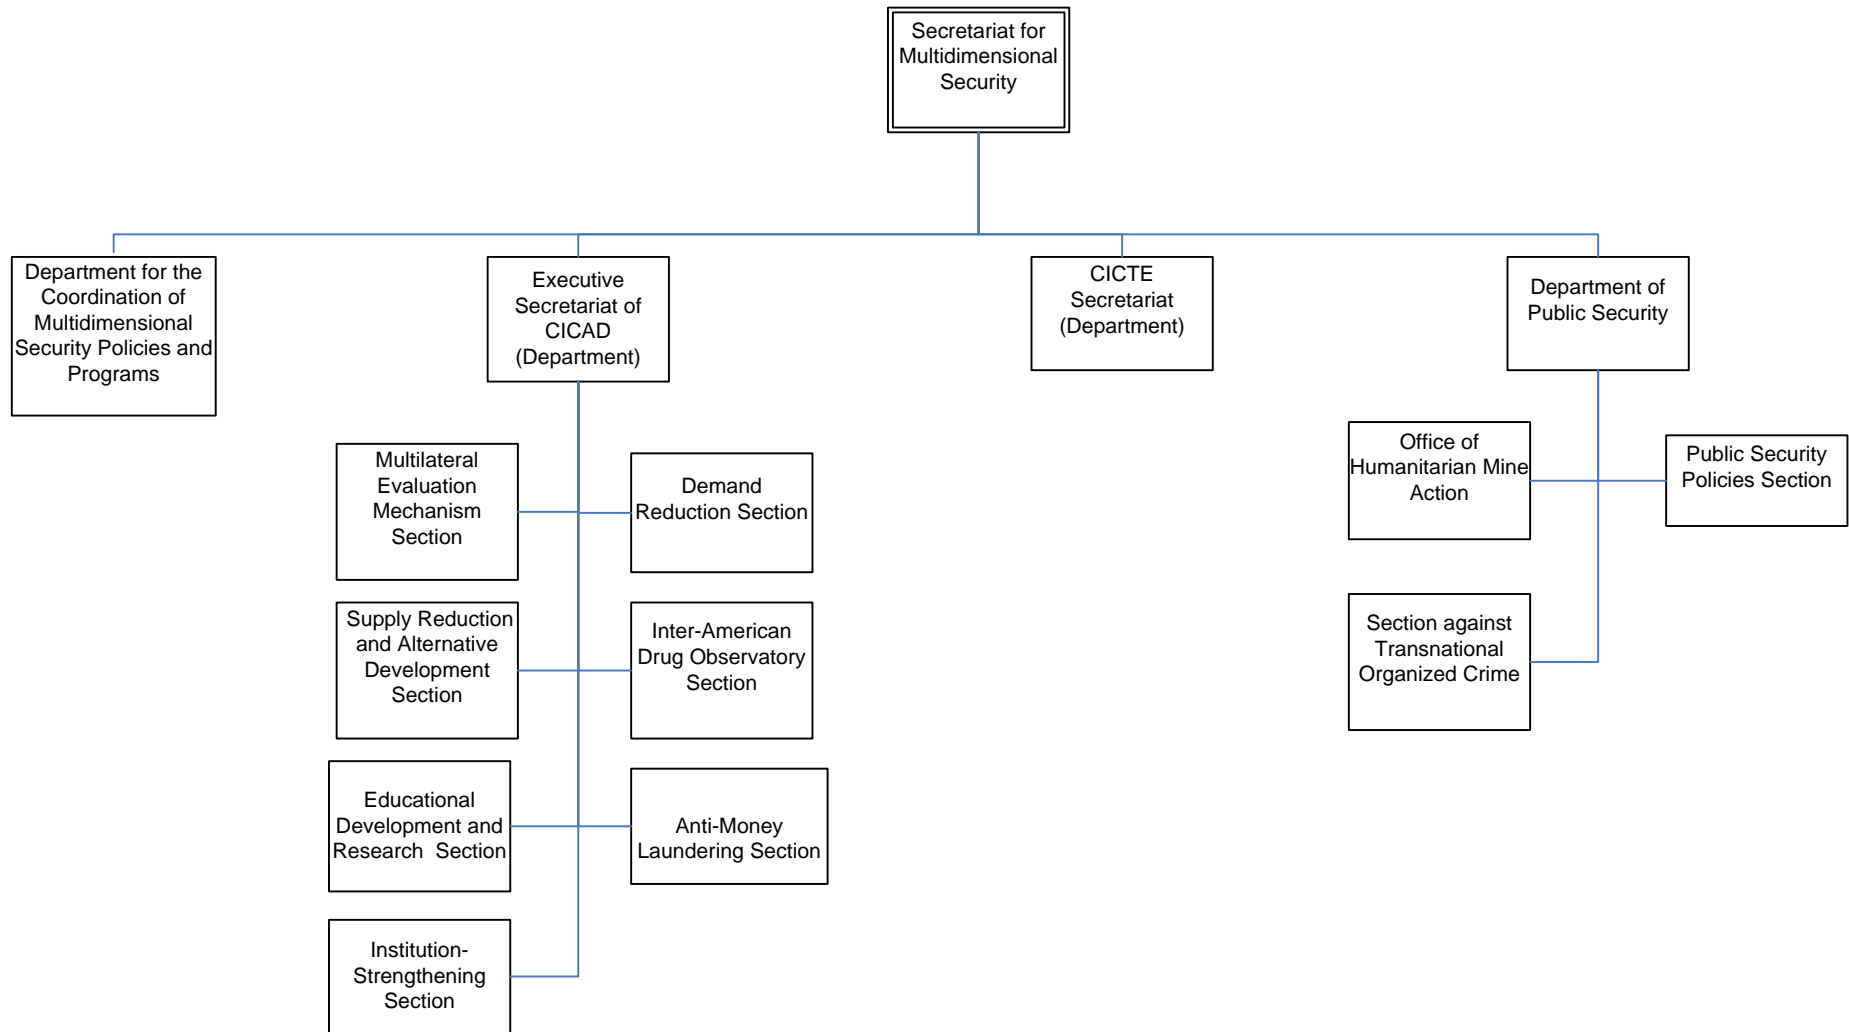 Secretariat for
Multidimensional
Security
Department for the
Coordination of
Multidimensional
Security Policies and
Programs
Executive
Secretariat of
CICAD
(Department)
CICTE
Secretariat
(Department)
Department of
Public Security
Multilateral
Evaluation
Mechanism
Section
Demand
Reduction Section
Office of
Humanitarian Mine
Action
Public Security
Policies Section
Supply Reduction
and Alternative
Development
Section
Inter-American
Drug Observatory
Section
Section against
Transnational
Organized Crime
Educational
Development and
Research  Section
Anti-Money
Laundering Section
Institution-
Strengthening
Section